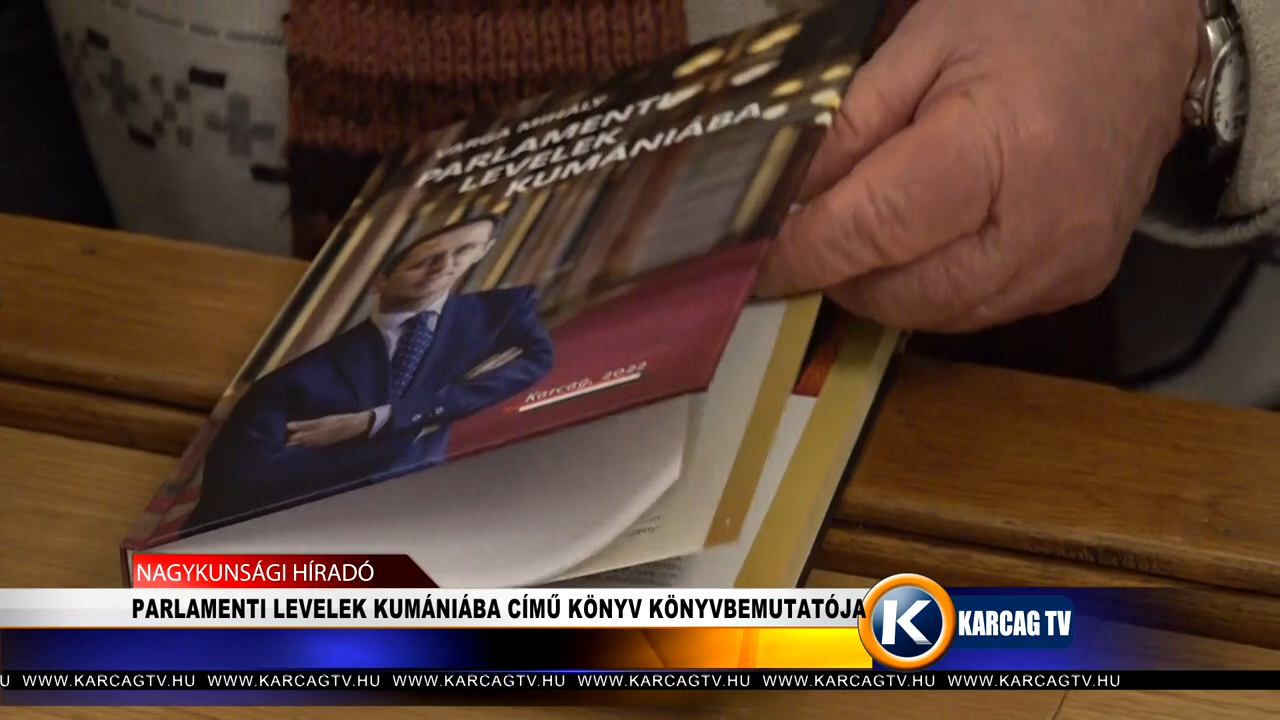 VARGA MIHÁLY
PARLAMENTI
LEVELEK
KUMÁNIÁBA
Karcag, 2022
NAGYKUNSÁGI HÍRADÓ
PARLAMENTI LEVELEK KUMÁNIÁBA CÍMŰ KÖNYV KÖNYVBEMUTATÓJA
K KARCAG TV
U WWW.KARCAGTV.HU WWW.KARCAGTV.HU WWW.KARCAGTV.HU WWW.KARCAGTV.HU WWW.KARCAGTV.HU WWW.KARCAGTV.HU